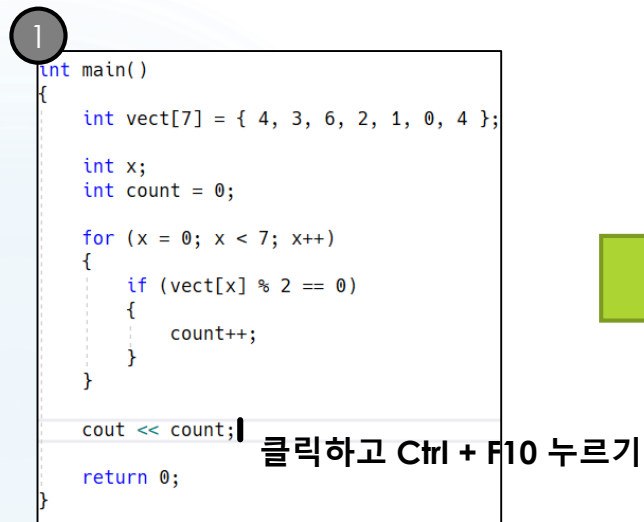 1
int main()
{
    int vect[7] = { 4, 3, 6, 2, 1, 0, 4 };
    int x;
    int count = 0;
    for (x = 0; x < 7; x++)
    {
        if (vect[x] % 2 == 0)
        {
            count++;
        }
    }
    cout << count;
클릭하고 Ctrl + F10 누르기
    return 0;
}